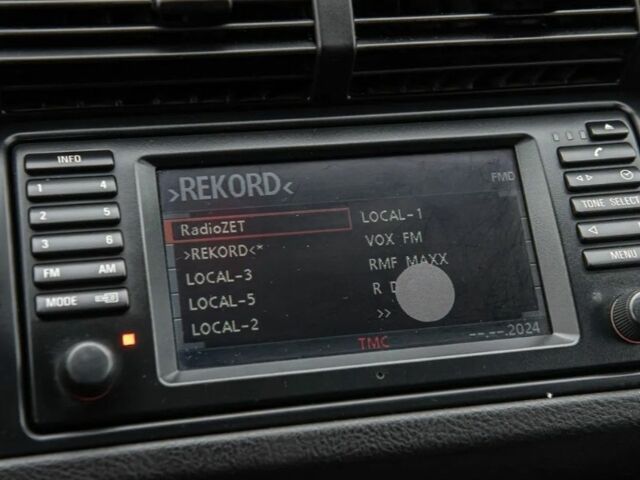 INFO
1 4
2 5
3 6
FM AM
MODE
>REKORD<
FMD
RadioZET
>REKORD<*
LOCAL-3
LOCAL-5
LOCAL-2
LOCAL-1
VOX FM
RMF MAXX
R
>>
TMC
--.--.2024
TONE SELECT
MENU